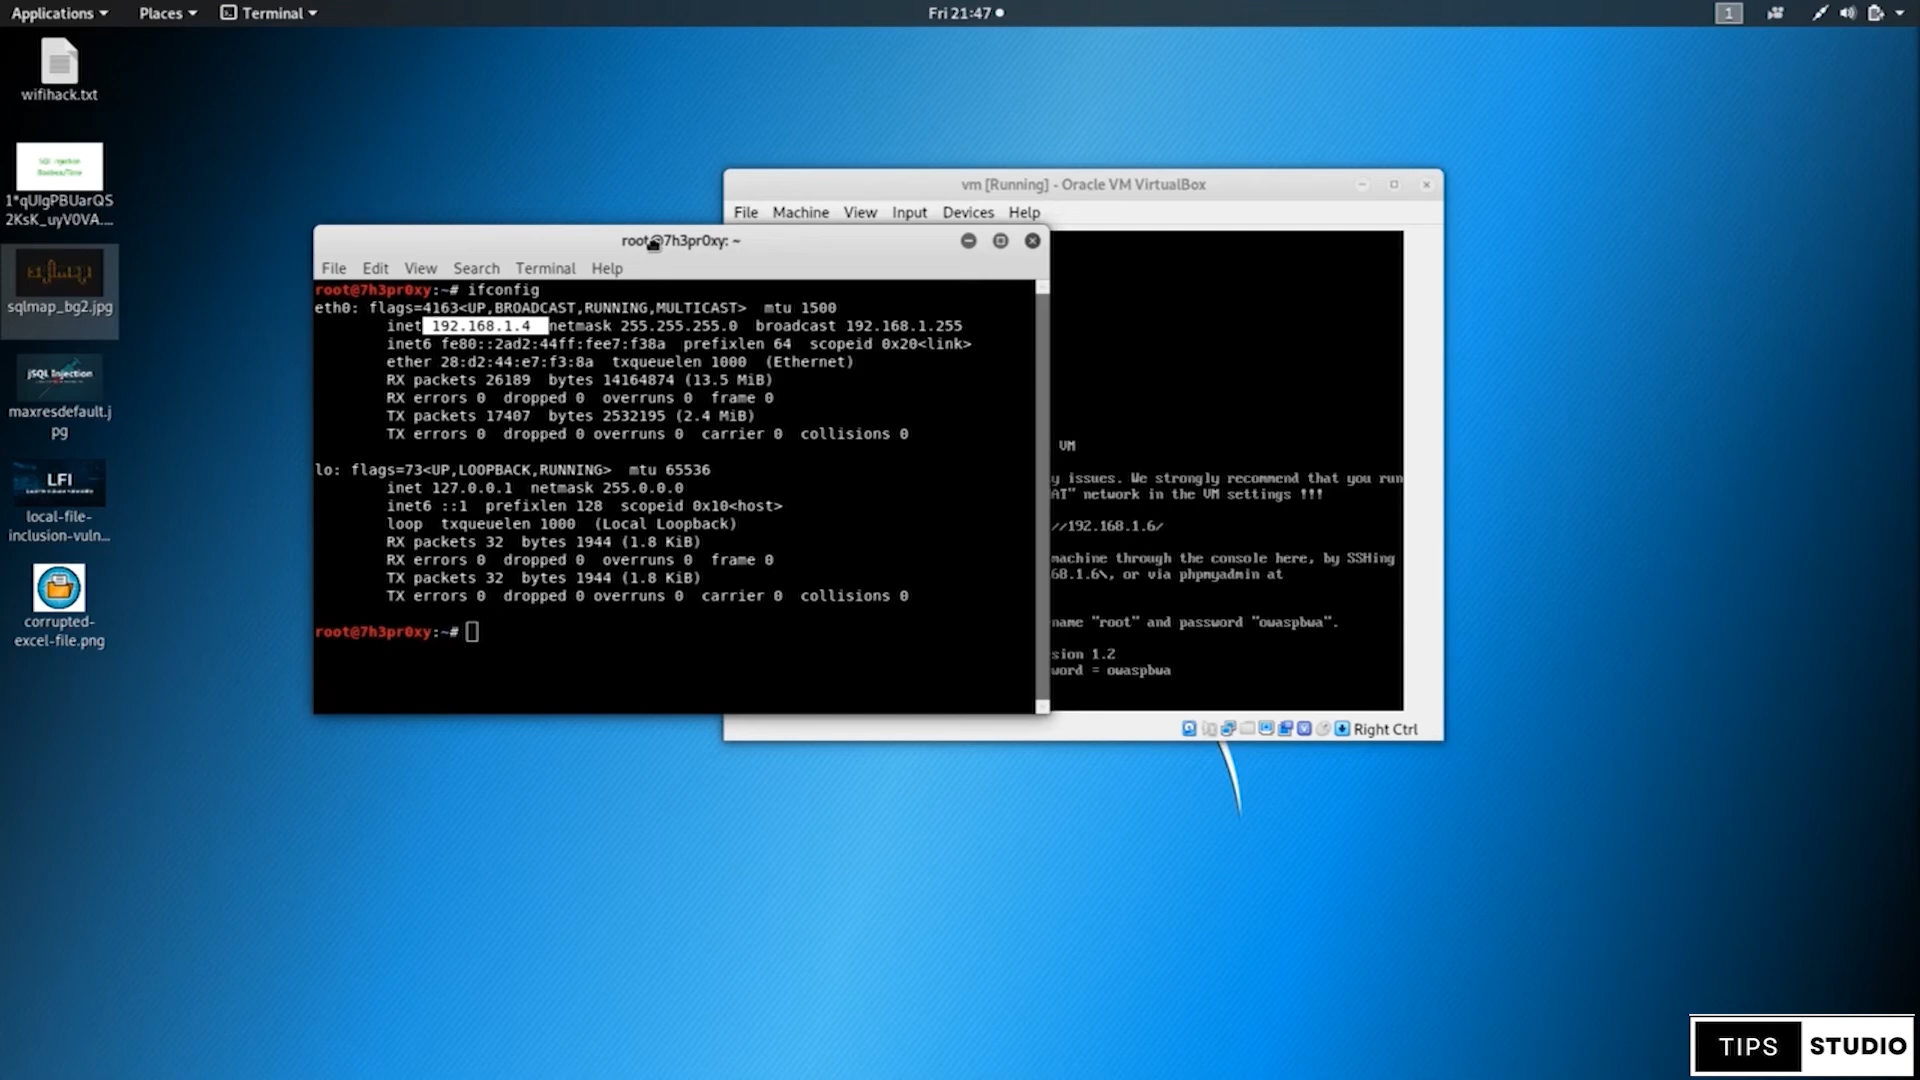 Applications
Places
Terminal
Fri 21:47
1
wifihack.txt
1*qUIgPBUarQS
2KsK_uyV0VA....
sqlmap_bg2.jpg
jSQL Injection
maxresdefault.j
pg
LFI
local-file-
inclusion-vuln...
corrupted-
excel-file.png
vm [Running] - Oracle VM VirtualBox
File Machine View Input Devices Help
root@7h3pr0xy: ~
File Edit View Search Terminal Help
root@7h3pr0xy:~# ifconfig
eth0: flags=4163<UP,BROADCAST,RUNNING,MULTICAST> mtu 1500
inet 192.168.1.4 netmask 255.255.255.0 broadcast 192.168.1.255
inet6 fe80::2ad2:44ff:fee7:f38a prefixlen 64 scopeid 0x20<link>
ether 28:d2:44:e7:f3:8a txqueuelen 1000 (Ethernet)
RX packets 26189 bytes 14164874 (13.5 MiB)
RX errors 0 dropped 0 overruns 0 frame 0
TX packets 17407 bytes 2532195 (2.4 MiB)
TX errors 0 dropped 0 overruns 0 carrier 0 collisions 0
lo: flags=73<UP,LOOPBACK,RUNNING> mtu 65536
inet 127.0.0.1 netmask 255.0.0.0
inet6 ::1 prefixlen 128 scopeid 0x10<host>
loop txqueuelen 1000 (Local Loopback)
RX packets 32 bytes 1944 (1.8 KiB)
RX errors 0 dropped 0 overruns 0 frame 0
TX packets 32 bytes 1944 (1.8 KiB)
TX errors 0 dropped 0 overruns 0 carrier 0 collisions 0
root@7h3pr0xy:~#
VM
y issues. We strongly recommend that you run
AT" network in the VM settings !!!
//192.168.1.6/
machine through the console here, by SSHing
68.1.6\, or via phpmyadmin at
name "root" and password "owaspbwa".
sion 1.2
word = owaspbwa
Right Ctrl
TIPS STUDIO